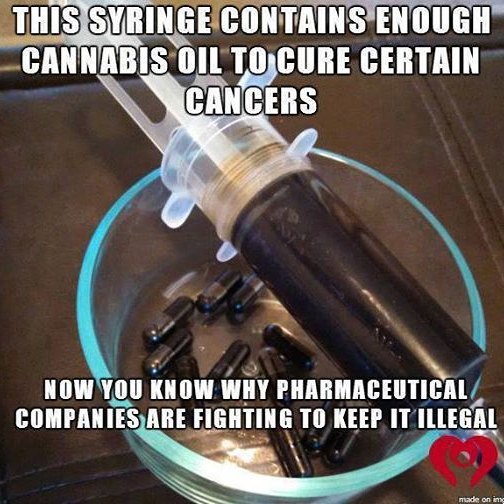 THIS SYRINGE CONTAINS ENOUGH
CANNABIS OIL TO CURE CERTAIN
CANCERS
NOW YOU KNOW WHY PHARMACEUTICAL
COMPANIES ARE FIGHTING TO KEEP IT ILLEGAL
made on im